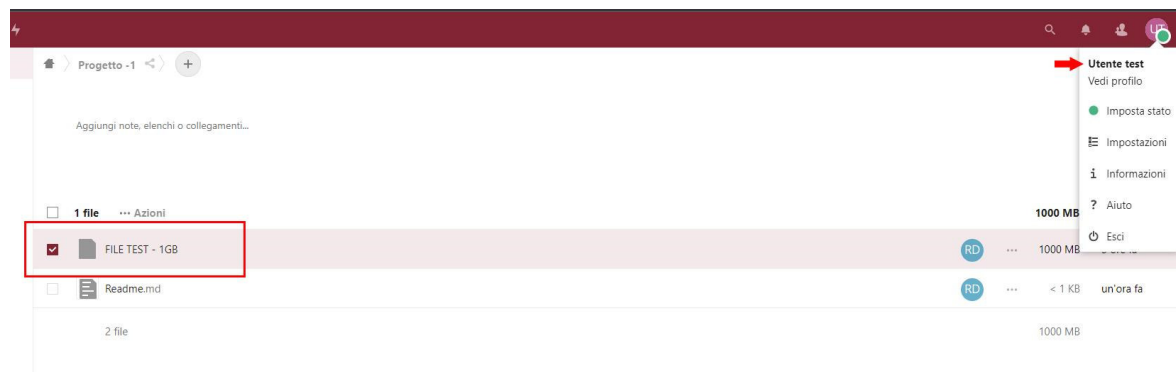 UT
Progetto -1
+
Utente test
Vedi profilo
Aggiungi note, elenchi o collegamenti...
Imposta stato
Impostazioni
i Informazioni
? Aiuto
Esci
1 file ··· Azioni 1000 MB
FILE TEST - 1GB RD ··· 1000 MB
Readme.md RD ··· < 1 KB un'ora fa
2 file 1000 MB